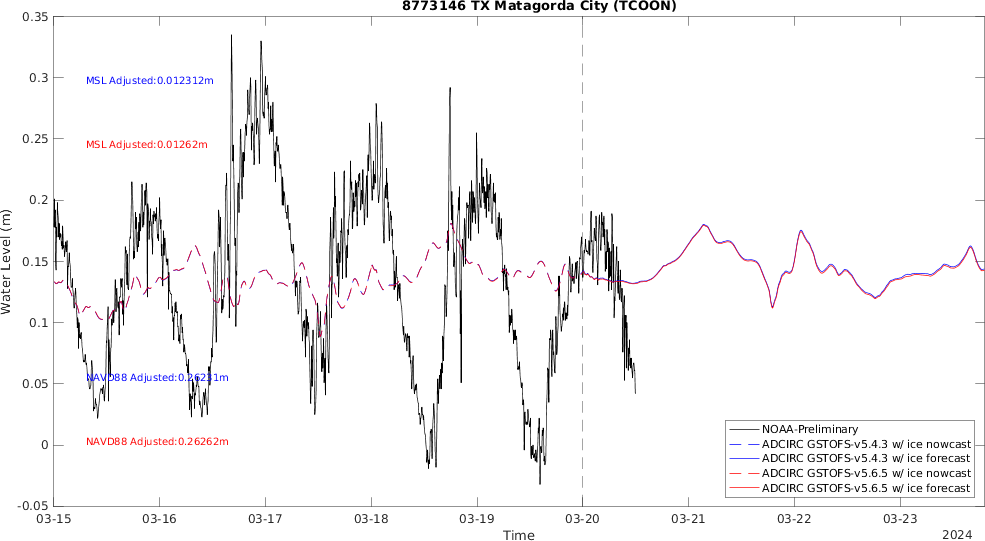 8773146 TX Matagorda City (TCOON)
0.35
0.3
0.25
0.2
0.15
0.1
0.05
0
-0.05
Water Level (m)
MSL Adjusted:0.012312m
MSL Adjusted:0.01262m
NAVD88 Adjusted:0.26231m
NAVD88 Adjusted:0.26262m
NOAA-Preliminary
ADCIRC GSTOFS-v5.4.3 w/ ice nowcast
ADCIRC GSTOFS-v5.4.3 w/ ice forecast
ADCIRC GSTOFS-v5.6.5 w/ ice nowcast
ADCIRC GSTOFS-v5.6.5 w/ ice forecast
03-15 03-16 03-17 03-18 03-19 03-20 03-21 03-22 03-23
Time
2024